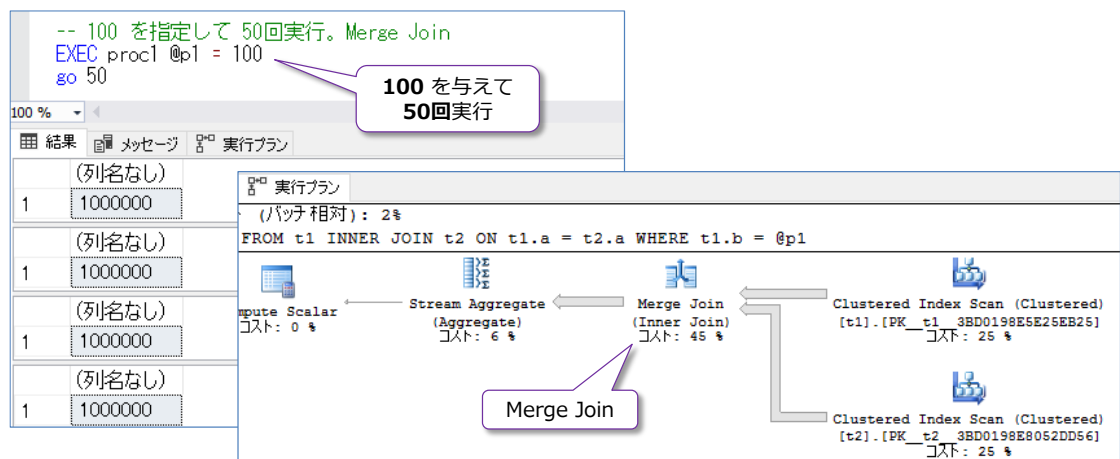 -- 100 を指定して 50回実行。Merge Join
EXEC proc1 @p1 = 100
go 50
100 を与えて
50回実行
100 %
結果 メッセージ 実行プラン
(列名なし)
1 1000000
(列名なし)
1 1000000
(列名なし)
1 1000000
(列名なし)
1 1000000
実行プラン
(バッチ相対): 2%
FROM t1 INNER JOIN t2 ON t1.a = t2.a WHERE t1.b = @p1
mpute Scalar
コスト: 0 %
Stream Aggregate
(Aggregate)
コスト: 6 %
Merge Join
(Inner Join)
コスト: 45 %
Clustered Index Scan (Clustered)
[t1].[PK__t1__3BD0198E5E25EB25]
コスト: 25 %
Merge Join
Clustered Index Scan (Clustered)
[t2].[PK__t2__3BD0198E8052DD56]
コスト: 25 %